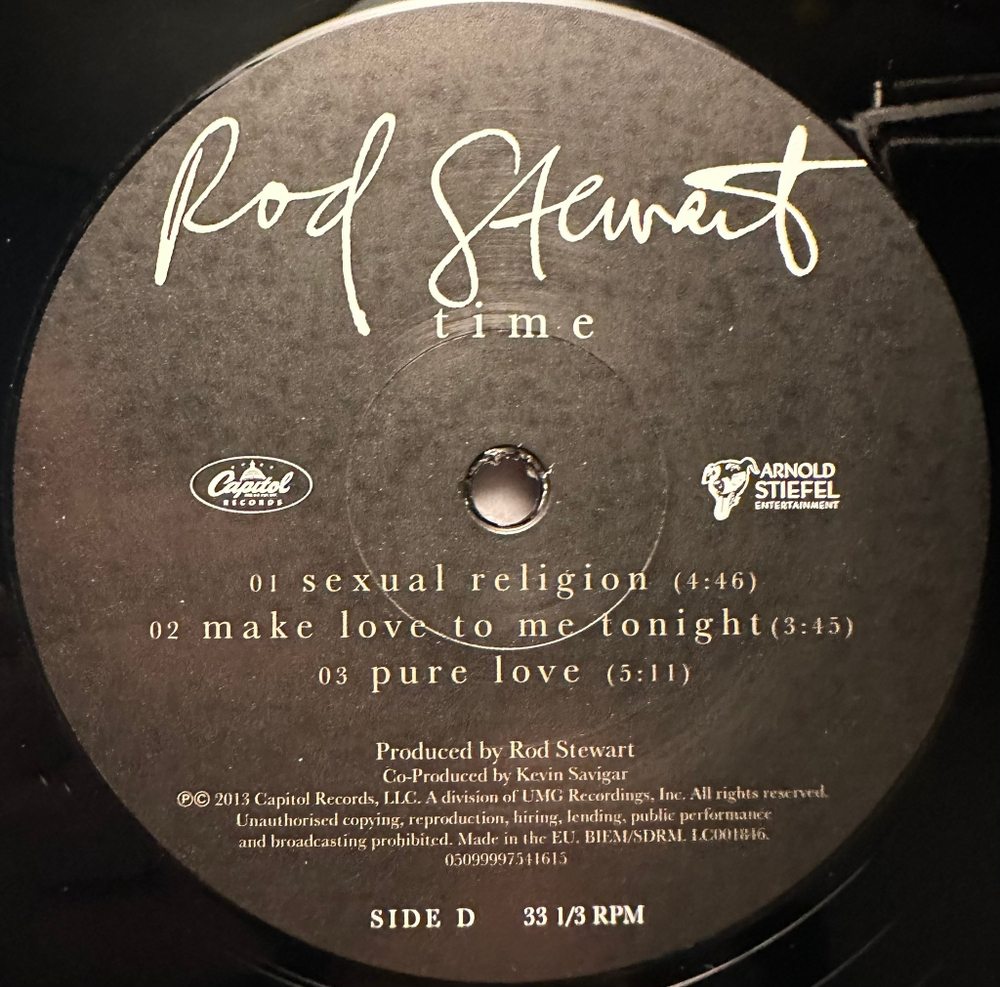 Rod Stewart
time
Capitol
RECORDS
ARNOLD
STIEFEL
ENTERTAINMENT
01 sexual religion (4:46)
02 make love to me tonight (3:45)
03 pure love (5:11)
Produced by Rod Stewart
Co-Produced by Kevin Savigar
℗© 2013 Capitol Records, LLC. A division of UMG Recordings, Inc. All rights reserved.
Unauthorised copying, reproduction, hiring, lending, public performance
and broadcasting prohibited. Made in the EU. BIEM/SDRM. LC001846.
05099997541615
SIDE D 33 1/3 RPM